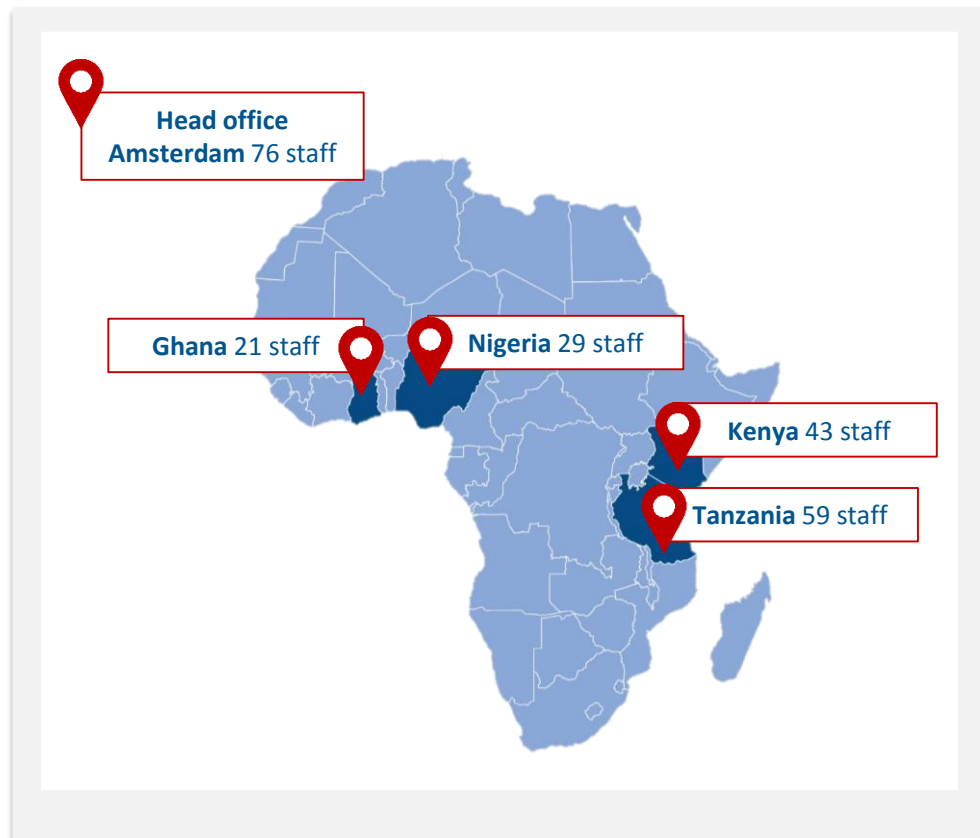 Head office
Amsterdam 76 staff
Ghana 21 staff
Nigeria 29 staff
Kenya 43 staff
Tanzania 59 staff